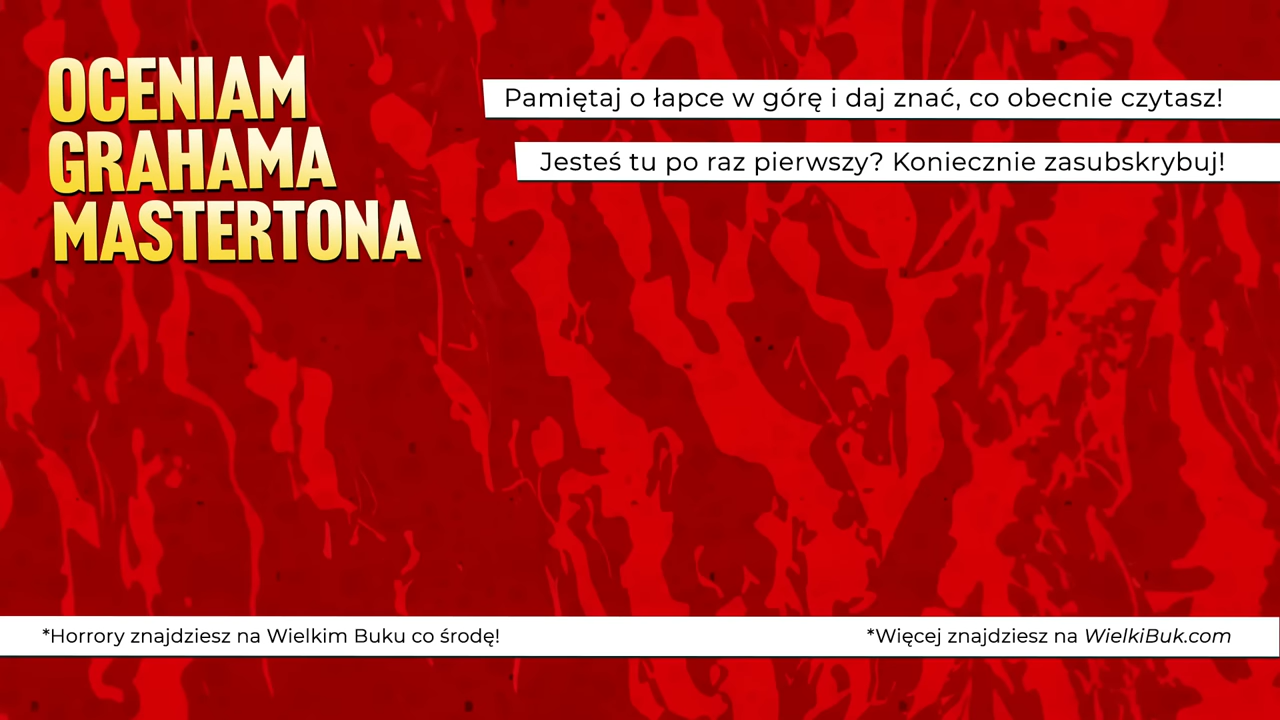 OCENIAM
GRAHAMA
MASTERTONA
Pamiętaj o łapce w górę i daj znać, co obecnie czytasz!
Jesteś tu po raz pierwszy? Koniecznie zasubskrybuj!
*Horrory znajdziesz na Wielkim Buku co środę!
*Więcej znajdziesz na WielkiBuk.com